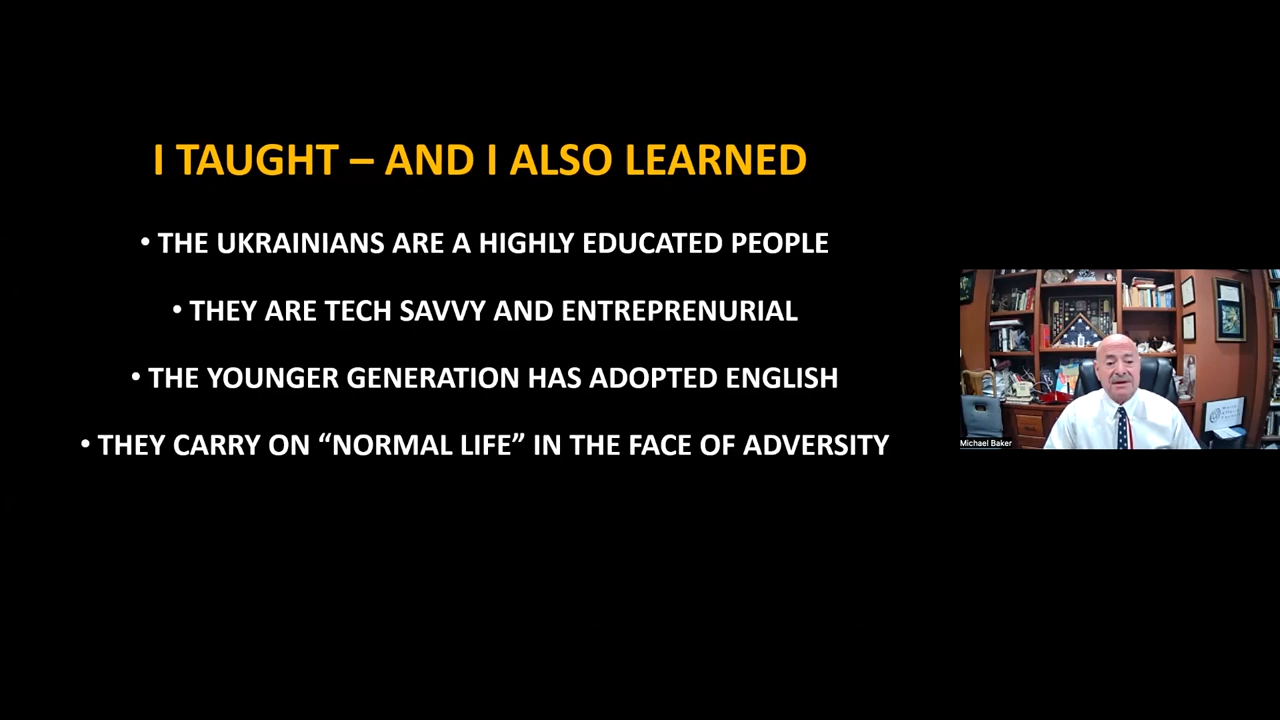 I TAUGHT – AND I ALSO LEARNED
• THE UKRAINIANS ARE A HIGHLY EDUCATED PEOPLE
• THEY ARE TECH SAVVY AND ENTREPRENURIAL
• THE YOUNGER GENERATION HAS ADOPTED ENGLISH
• THEY CARRY ON “NORMAL LIFE” IN THE FACE OF ADVERSITY
Michael Baker